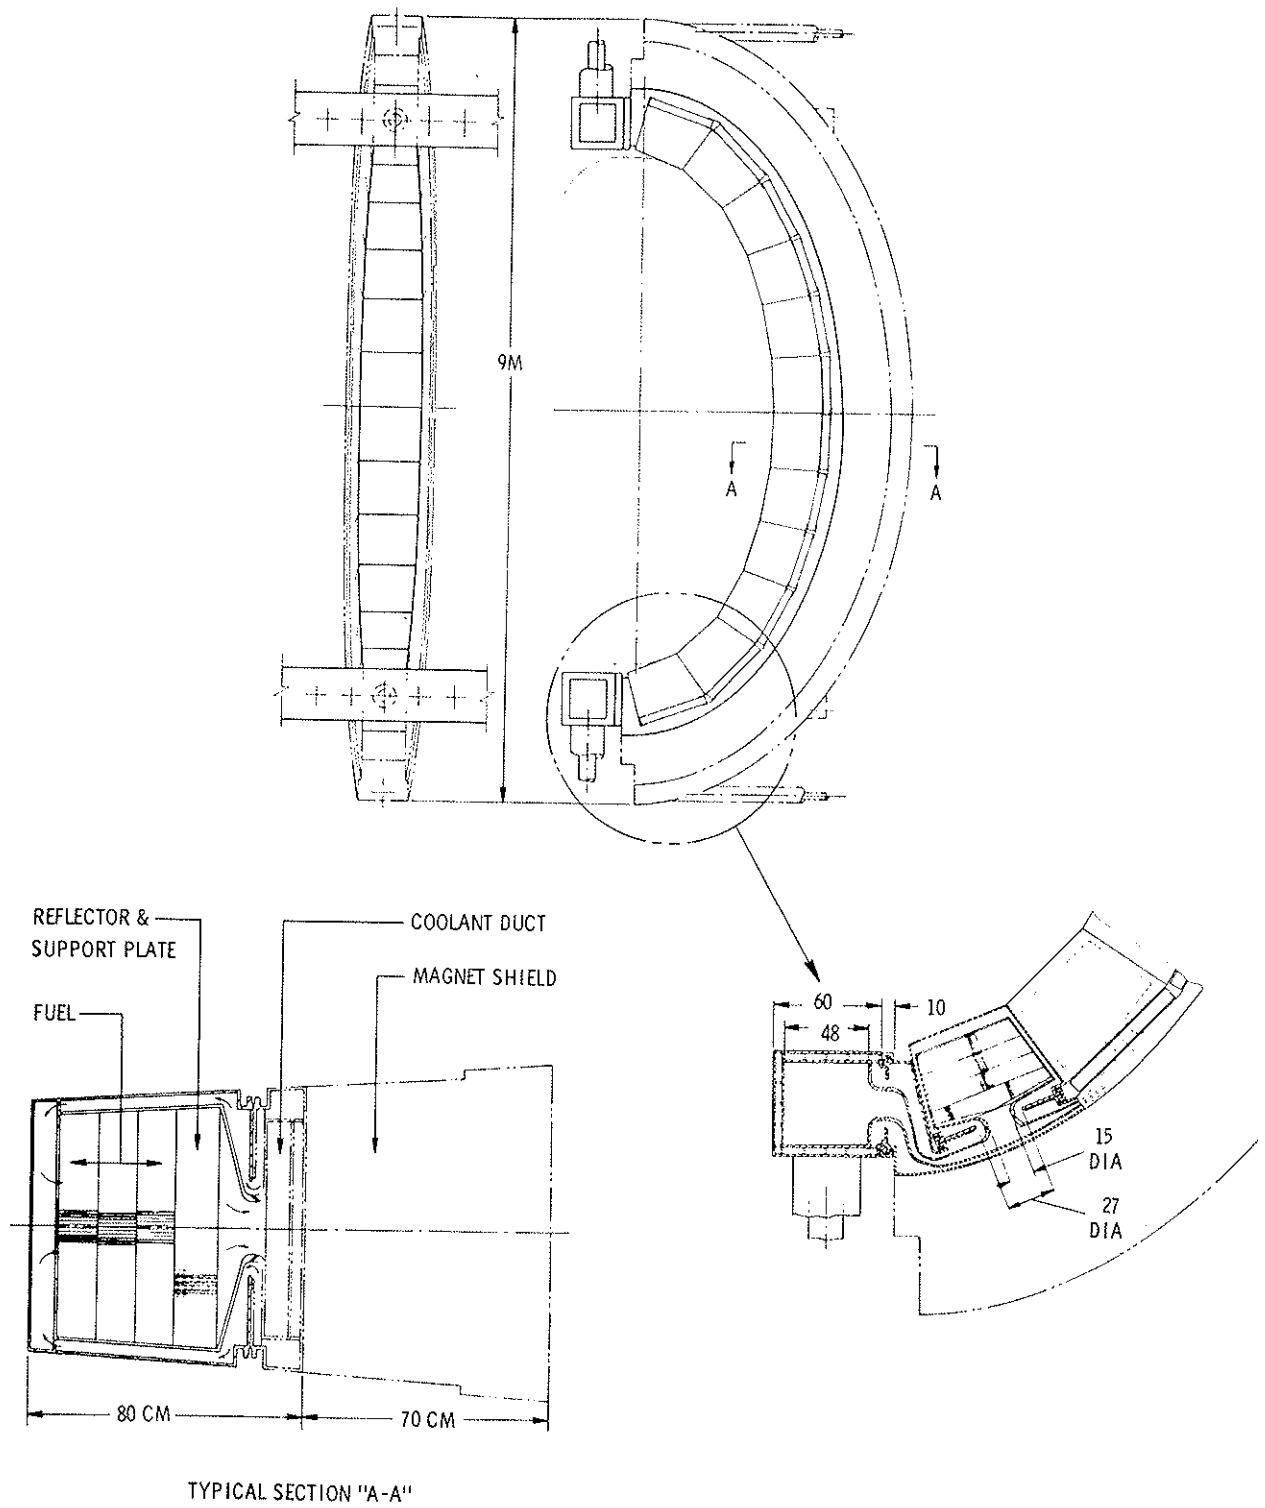 9M
A
A
REFLECTOR &
SUPPORT PLATE
FUEL
COOLANT DUCT
MAGNET SHIELD
60
10
48
15
DIA
27
DIA
80 CM
70 CM
TYPICAL SECTION "A-A"